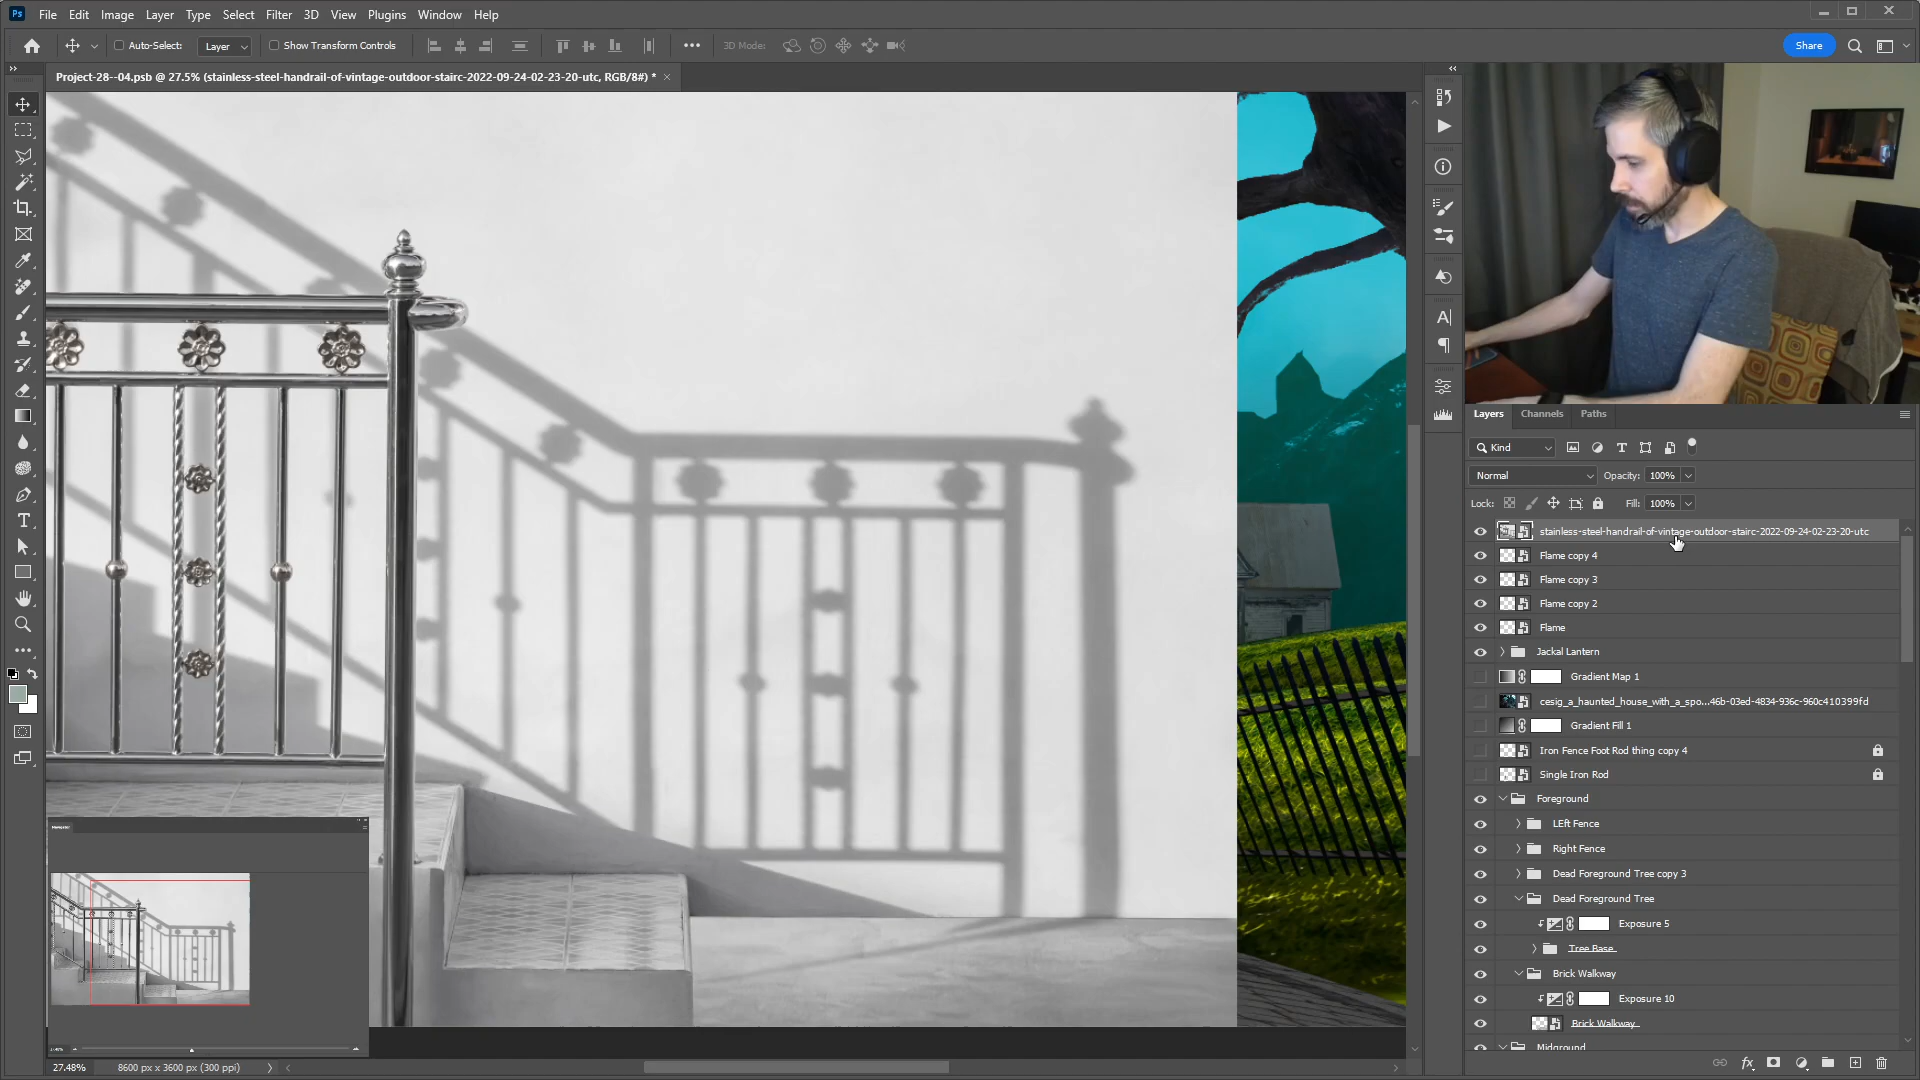 Ps
File Edit Image Layer Type Select Filter 3D View Plugins Window Help
Auto-Select: Layer Show Transform Controls 3D Mode: Share
Project-28--04.psb @ 27.5% (stainless-steel-handrail-of-vintage-outdoor-stairc-2022-09-24-02-23-20-utc, RGB/8#) *
Layers Channels Paths
Kind
Normal Opacity: 100%
Lock: Fill: 100%
stainless-steel-handrail-of-vintage-outdoor-stairc-2022-09-24-02-23-20-utc
Flame copy 4
Flame copy 3
Flame copy 2
Flame
Jackal Lantern
Gradient Map 1
cesig_a_haunted_house_with_a_spo...46b-03ed-4834-936c-960c410399fd
Gradient Fill 1
Iron Fence Foot Rod thing copy 4
Single Iron Rod
Foreground
LEft Fence
Right Fence
Dead Foreground Tree copy 3
Dead Foreground Tree
Exposure 5
Tree Base
Brick Walkway
Exposure 10
Brick Walkway
Midground
27.48% 8600 px x 3600 px (300 ppi)